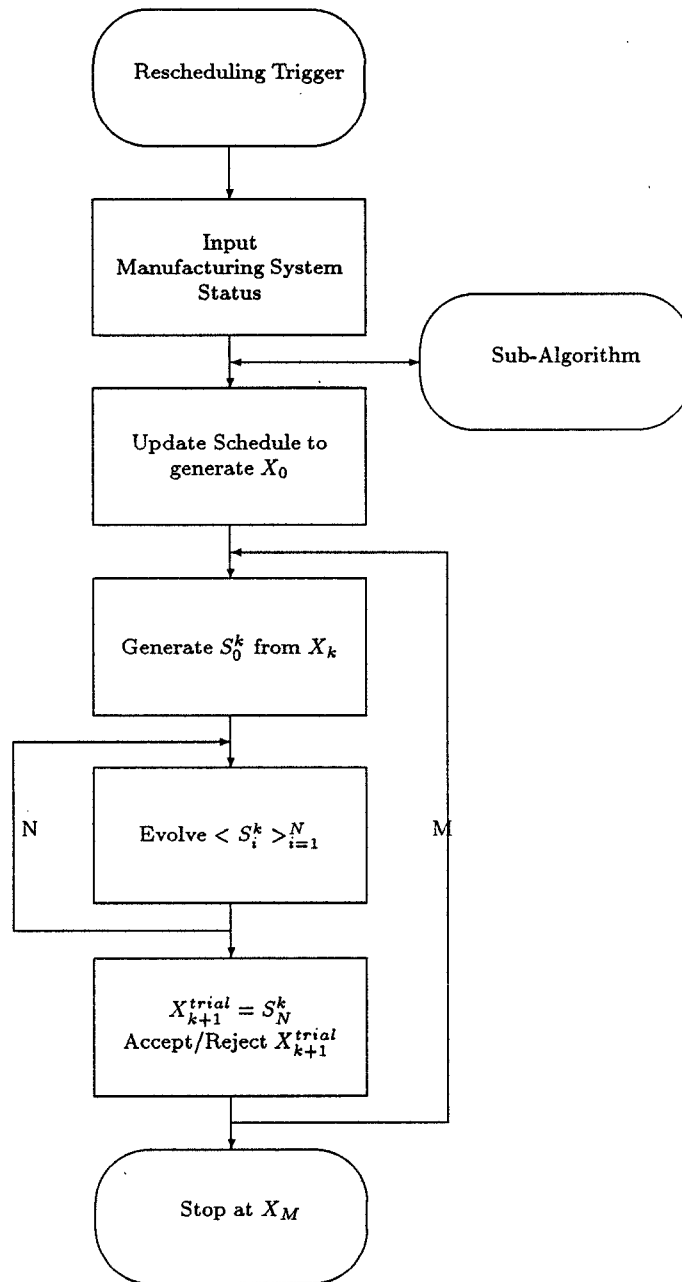 Rescheduling Trigger
Input
Manufacturing System
Status
Sub-Algorithm
Update Schedule to
generate $X_0$
Generate $S_0^k$ from $X_k$
N
Evolve $< S_i^k >_{i=1}^N$
M
$X_{k+1}^{trial} = S_N^k$
Accept/Reject $X_{k+1}^{trial}$
Stop at $X_M$